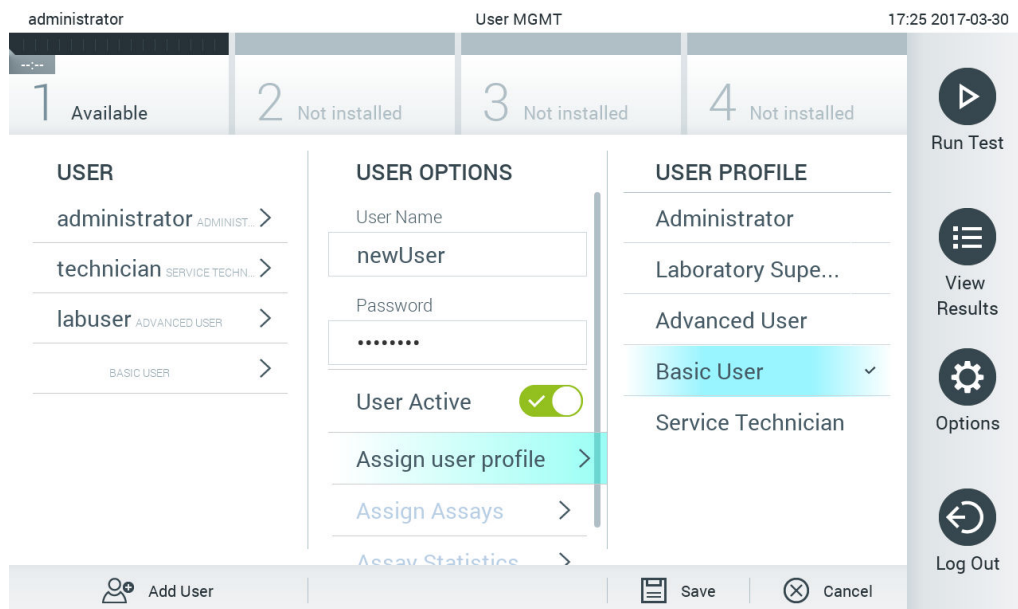 administrator User MGMT 17:25 2017-03-30
--:--
1 Available 2 Not installed 3 Not installed 4 Not installed
Run Test
USER
administrator ADMINIST...
technician SERVICE TECHN...
labuser ADVANCED USER
BASIC USER
USER OPTIONS
User Name
newUser
Password
••••••••
User Active
Assign user profile
Assign Assays
Assay Statistics
USER PROFILE
Administrator
Laboratory Supe...
Advanced User
Basic User
Service Technician
View
Results
Options
Log Out
Add User Save Cancel